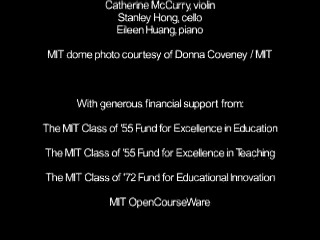 Catherine McCurry, violin
Stanley Hong, cello
Eileen Huang, piano
MIT dome photo courtesy of Donna Coveney / MIT
With generous financial support from:
The MIT Class of '55 Fund for Excellence in Education
The MIT Class of '55 Fund for Excellence in Teaching
The MIT Class of '72 Fund for Educational Innovation
MIT OpenCourseWare